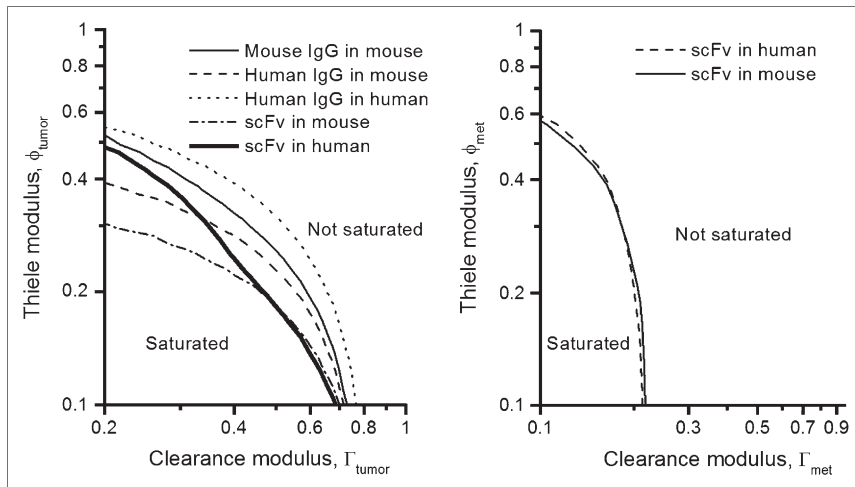 1
0.8
0.6
0.4
0.2
0.1
Thiele modulus, ϕtumor
Mouse IgG in mouse
Human IgG in mouse
Human IgG in human
scFv in mouse
scFv in human
Not saturated
Saturated
0.2
0.4
0.6
0.8
1
Clearance modulus, Γtumor
1
0.8
0.6
0.4
0.2
0.1
Thiele modulus, ϕmet
scFv in human
scFv in mouse
Not saturated
Saturated
0.1
0.3
0.5
0.7
0.9
Clearance modulus, Γmet